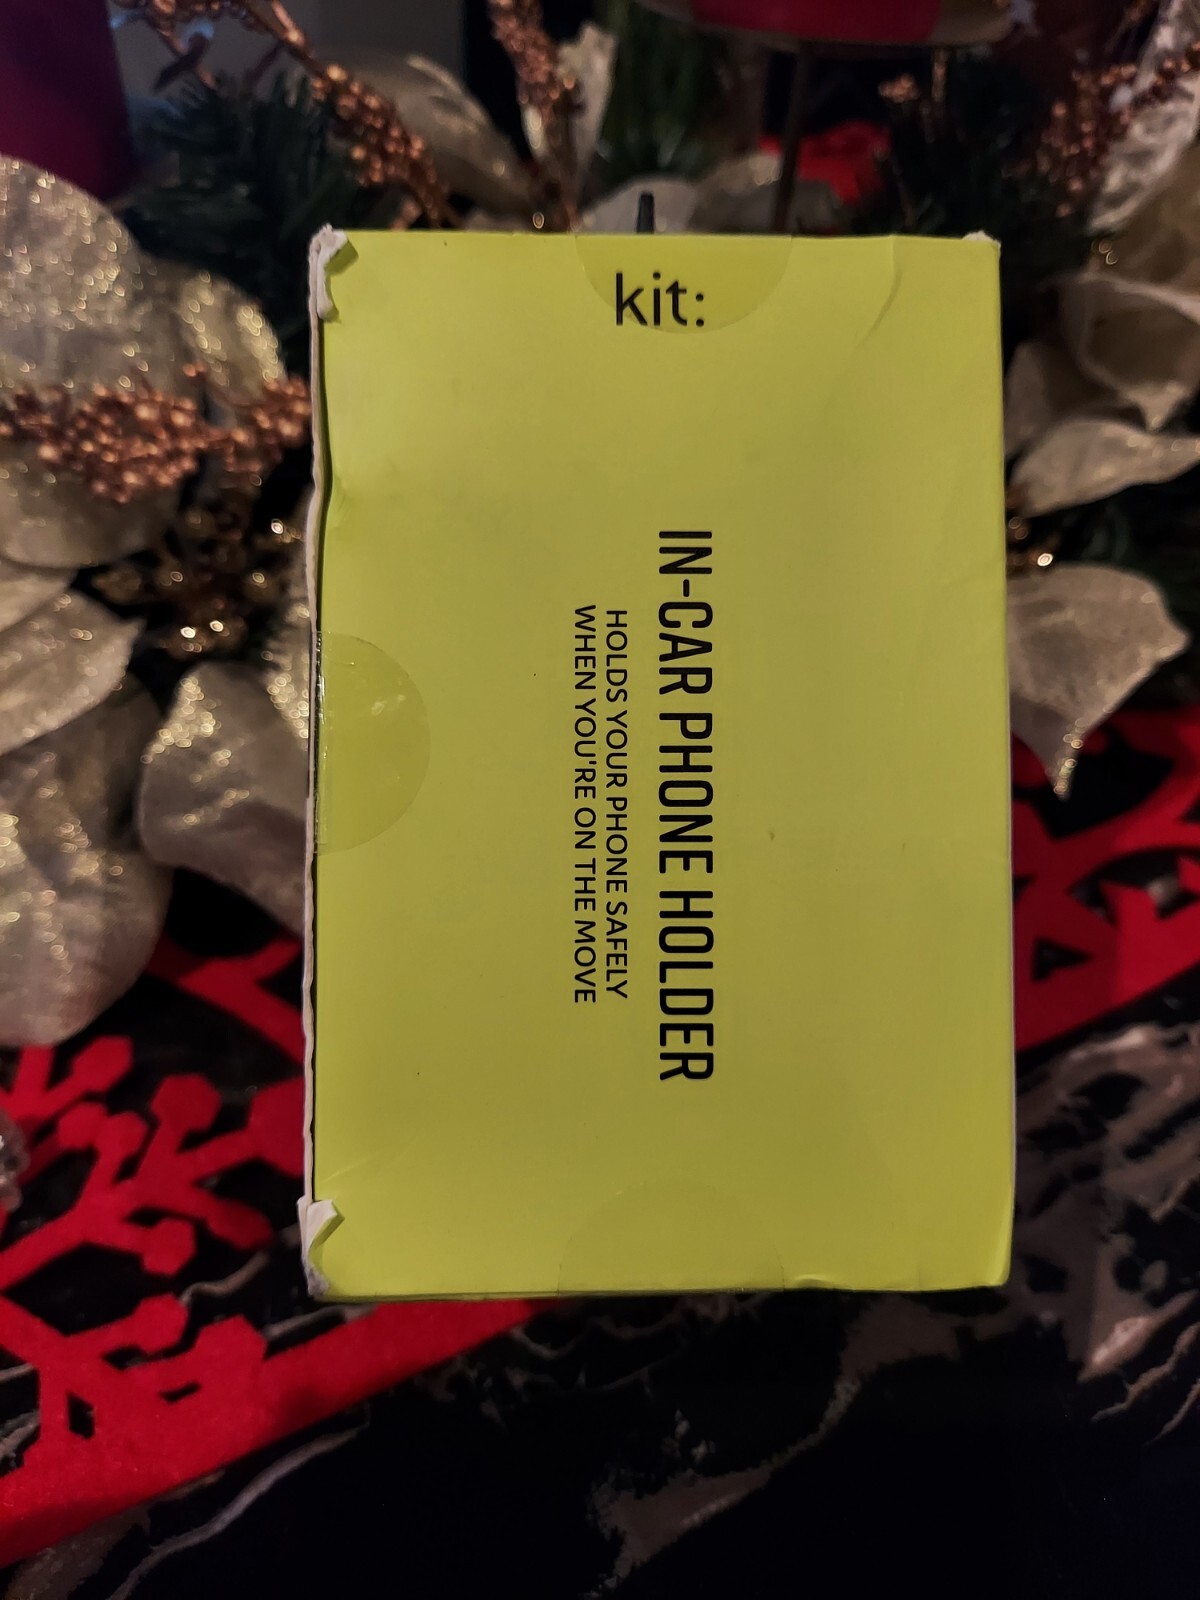 kit:
IN-CAR PHONE HOLDER
HOLDS YOUR PHONE SAFELY
WHEN YOU'RE ON THE MOVE